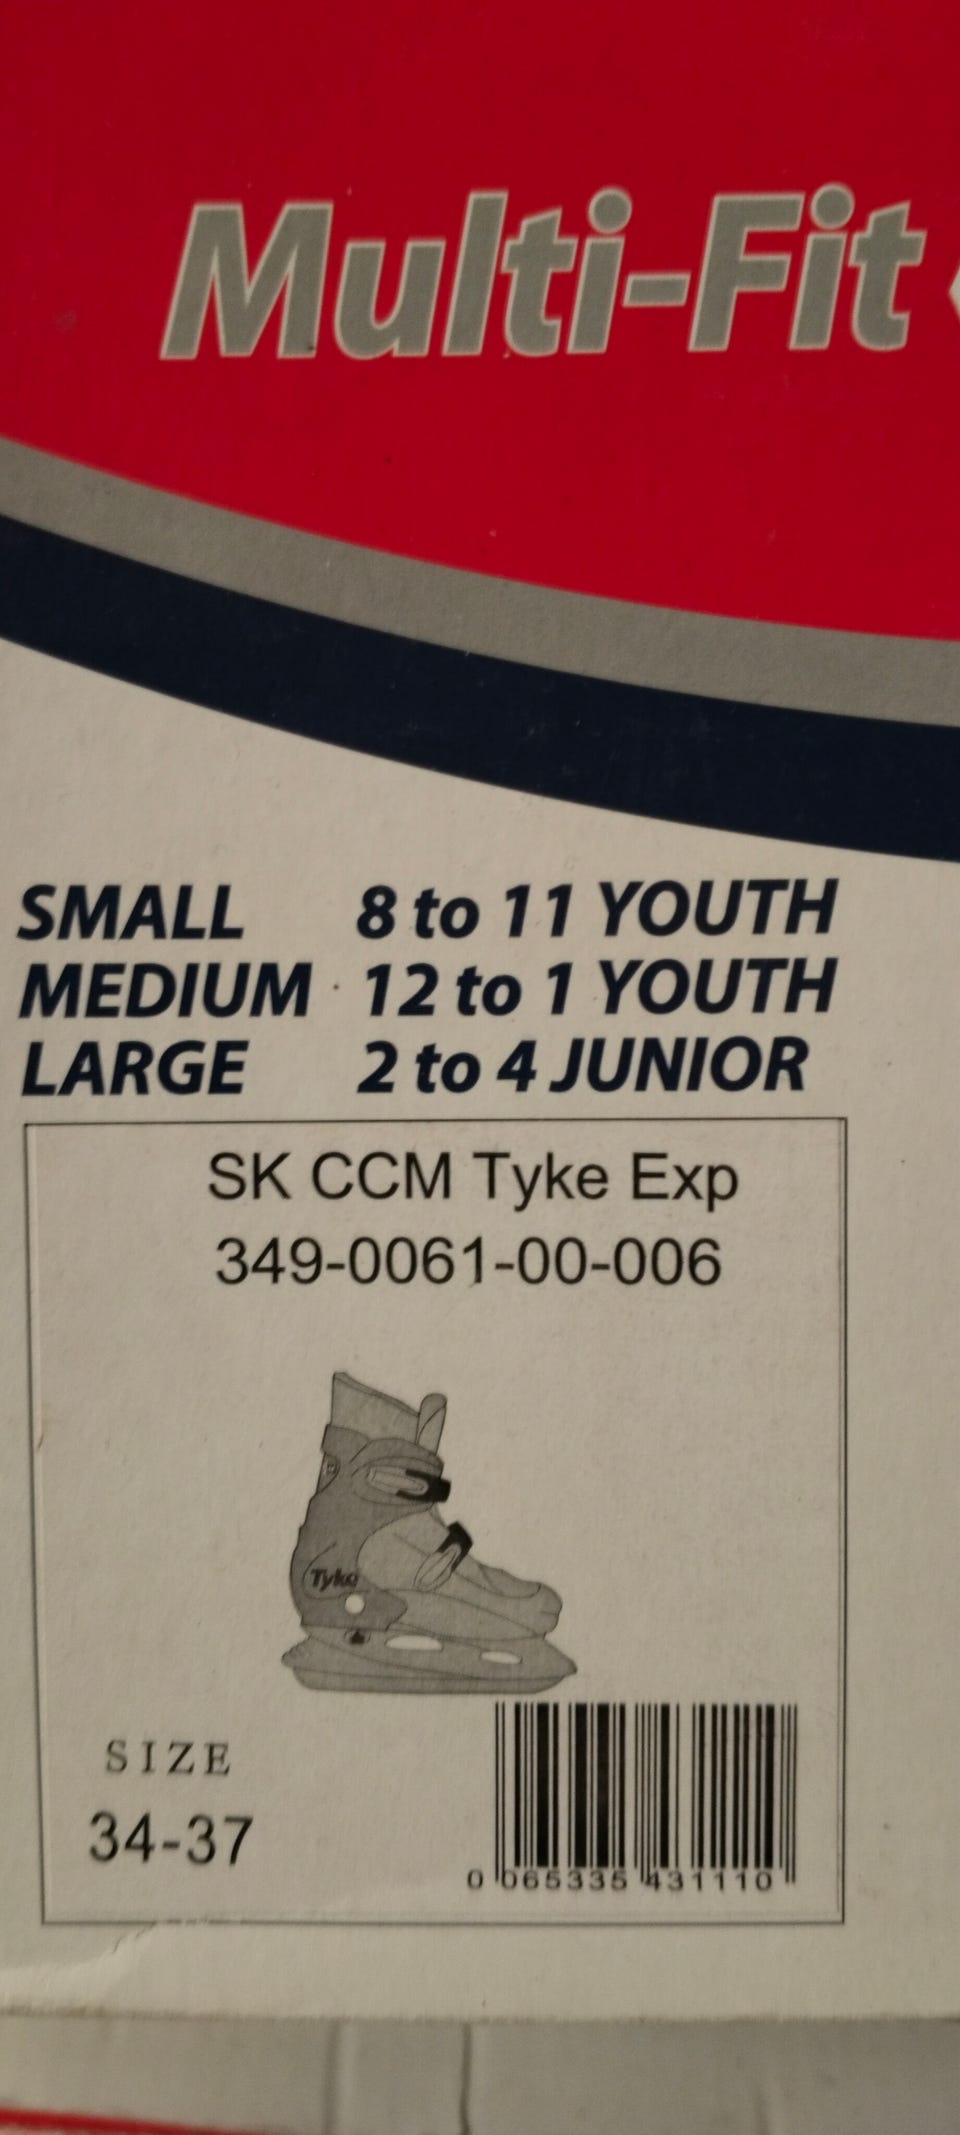 Multi-Fit
SMALL 8 to 11 YOUTH
MEDIUM 12 to 1 YOUTH
LARGE 2 to 4 JUNIOR
SK CCM Tyke Exp
349-0061-00-006
Tyke
SIZE
34-37
0 065335 431110